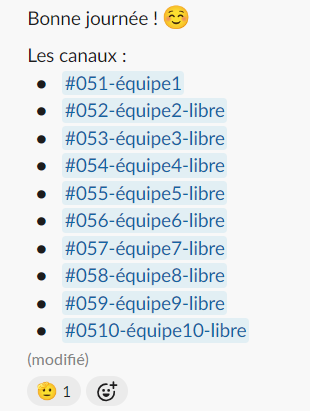 Bonne journée ! ☺️
Les canaux :
• #051-équipe1
• #052-équipe2-libre
• #053-équipe3-libre
• #054-équipe4-libre
• #055-équipe5-libre
• #056-équipe6-libre
• #057-équipe7-libre
• #058-équipe8-libre
• #059-équipe9-libre
• #0510-équipe10-libre
(modifié)
🫡 1